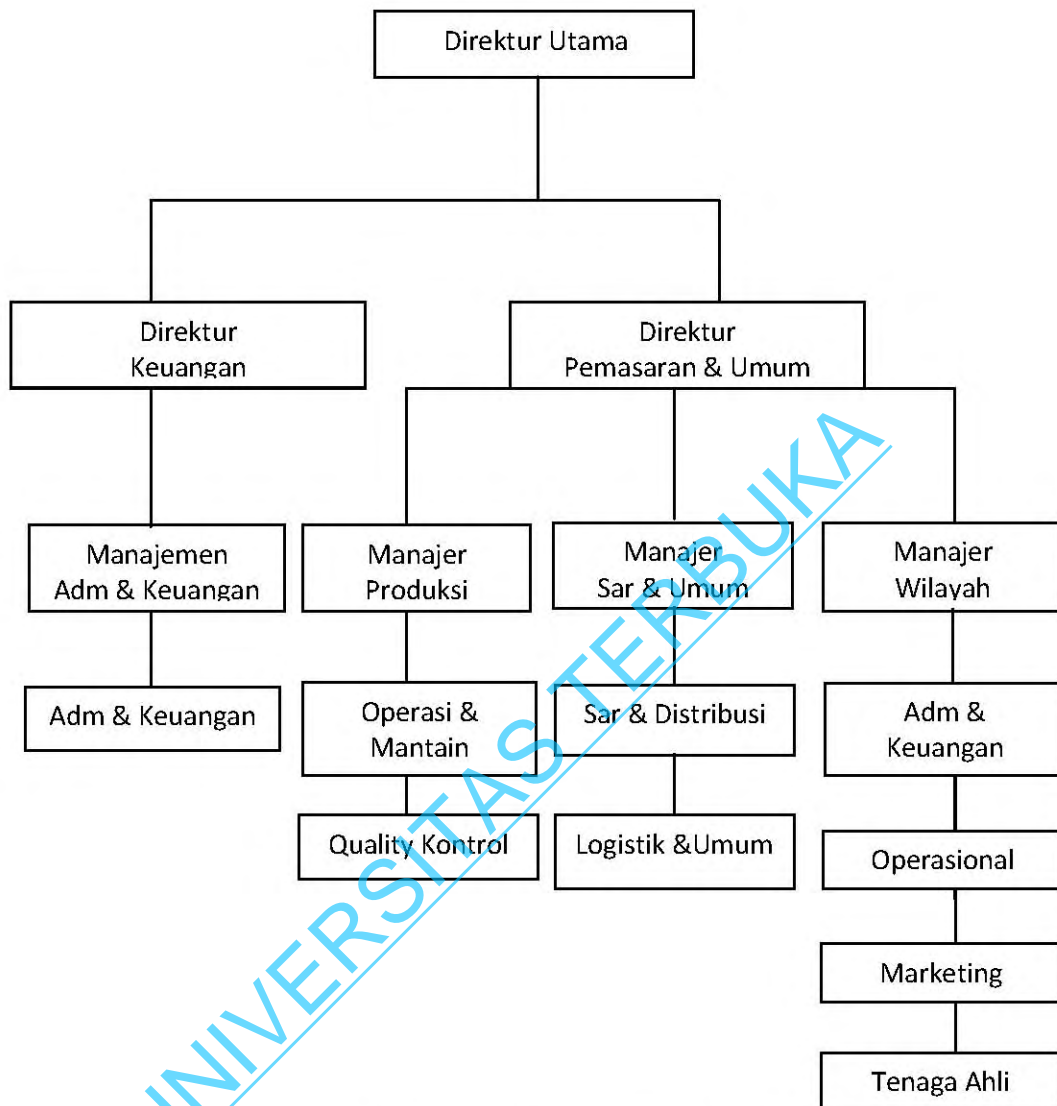 Direktur Utama
Direktur
Keuangan
Direktur
Pemasaran & Umum
Manajemen
Adm & Keuangan
Manajer
Produksi
Manajer
Sar & Umum
Manajer
Wilayah
Adm & Keuangan
Operasi &
Mantain
Sar & Distribusi
Adm &
Keuangan
Quality Kontrol
Logistik &Umum
Operasional
Marketing
Tenaga Ahli
UNIVERSITAS TERBUKA